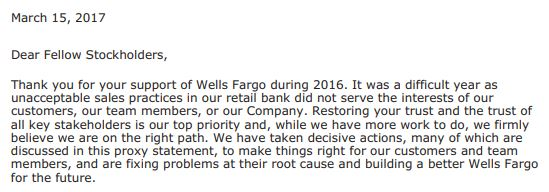 March 15, 2017
Dear Fellow Stockholders,
Thank you for your support of Wells Fargo during 2016. It was a difficult year as
unacceptable sales practices in our retail bank did not serve the interests of our
customers, our team members, or our Company. Restoring your trust and the trust of
all key stakeholders is our top priority and, while we have more work to do, we firmly
believe we are on the right path. We have taken decisive actions, many of which are
discussed in this proxy statement, to make things right for our customers and team
members, and are fixing problems at their root cause and building a better Wells Fargo
for the future.